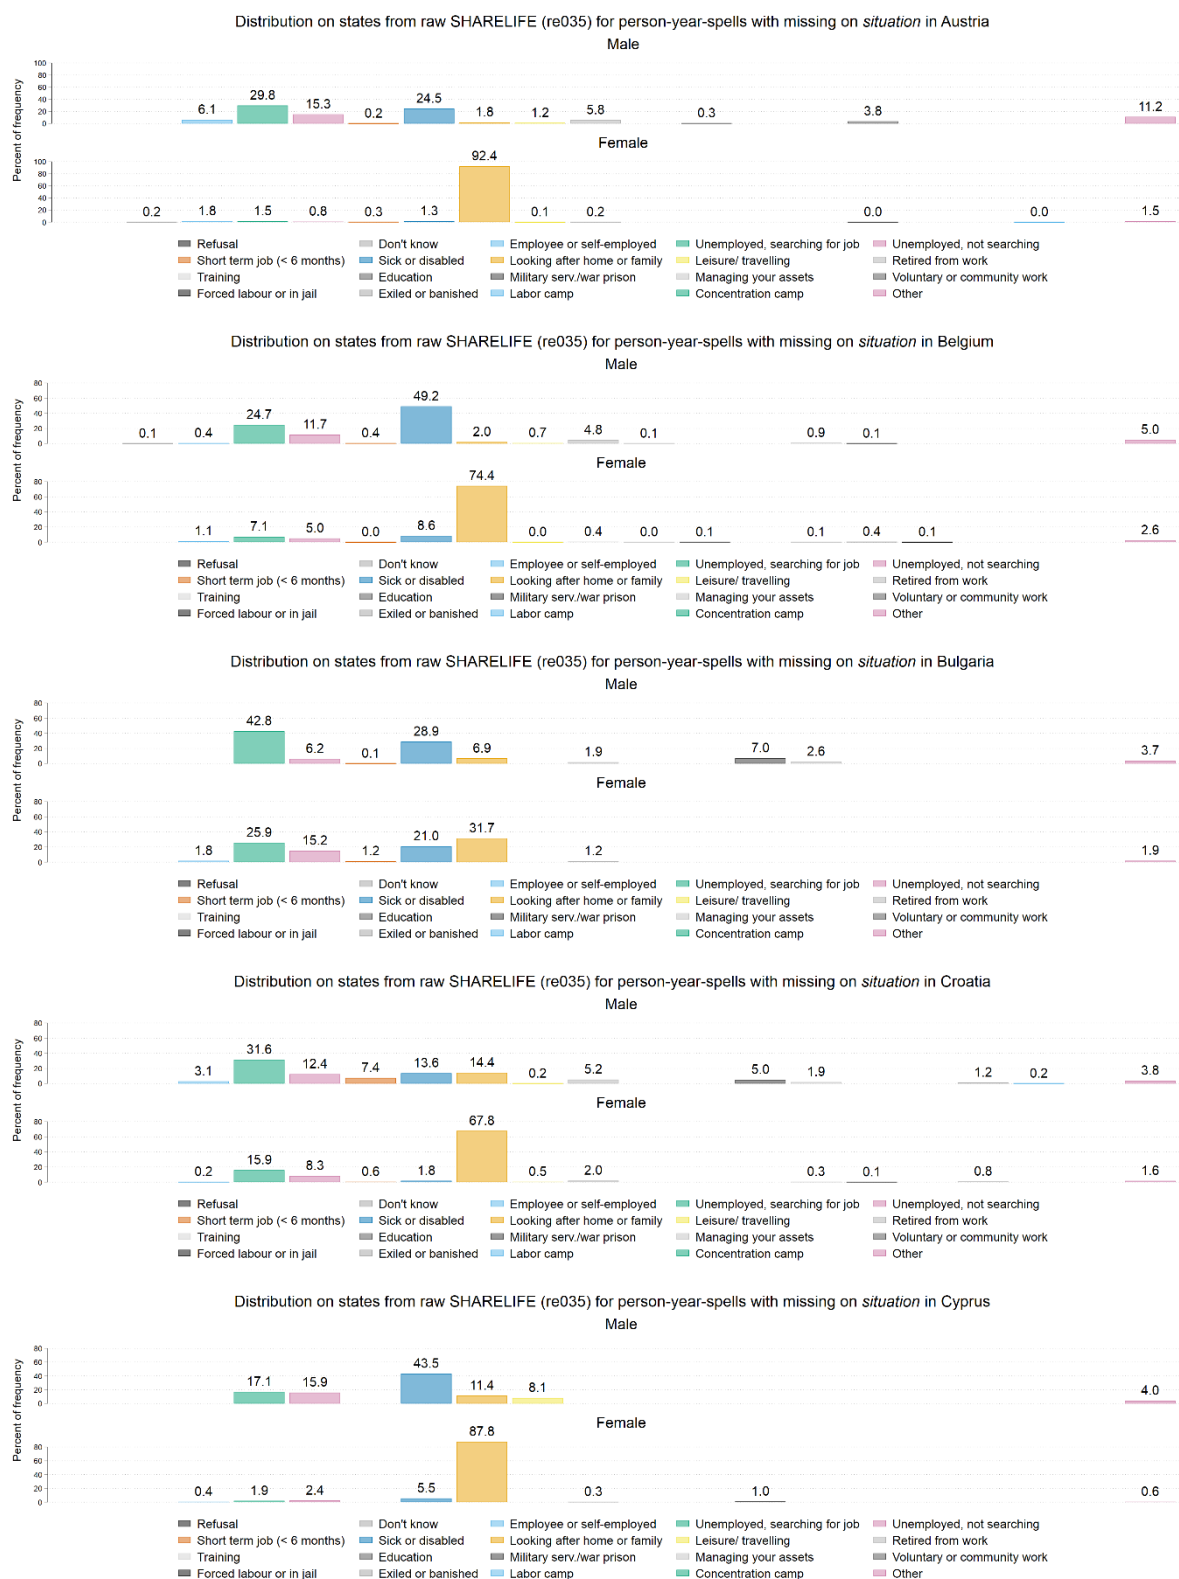 Distribution on states from raw SHARELIFE (re035) for person-year-spells with missing on situation in Austria
Male
Percent of frequency
100
80
60
40
20
0
6.1 29.8 15.3 0.2 24.5 1.8 1.2 5.8 0.3 3.8 11.2
Female
100
80
60
40
20
0
0.2 1.8 1.5 0.8 0.3 1.3 92.4 0.1 0.2 0.0 0.0 1.5
Refusal Don't know Employee or self-employed Unemployed, searching for job Unemployed, not searching
Short term job (< 6 months) Sick or disabled Looking after home or family Leisure/ travelling Retired from work
Training Education Military serv./war prison Managing your assets Voluntary or community work
Forced labour or in jail Exiled or banished Labor camp Concentration camp Other
Distribution on states from raw SHARELIFE (re035) for person-year-spells with missing on situation in Belgium
Male
Percent of frequency
80
60
40
20
0
0.1 0.4 24.7 11.7 0.4 49.2 2.0 0.7 4.8 0.1 0.9 0.1 5.0
Female
80
60
40
20
0
1.1 7.1 5.0 0.0 8.6 74.4 0.0 0.4 0.0 0.1 0.1 0.4 0.1 2.6
Refusal Don't know Employee or self-employed Unemployed, searching for job Unemployed, not searching
Short term job (< 6 months) Sick or disabled Looking after home or family Leisure/ travelling Retired from work
Training Education Military serv./war prison Managing your assets Voluntary or community work
Forced labour or in jail Exiled or banished Labor camp Concentration camp Other
Distribution on states from raw SHARELIFE (re035) for person-year-spells with missing on situation in Bulgaria
Male
Percent of frequency
80
60
40
20
0
42.8 6.2 0.1 28.9 6.9 1.9 7.0 2.6 3.7
Female
80
60
40
20
0
1.8 25.9 15.2 1.2 21.0 31.7 1.2 1.9
Refusal Don't know Employee or self-employed Unemployed, searching for job Unemployed, not searching
Short term job (< 6 months) Sick or disabled Looking after home or family Leisure/ travelling Retired from work
Training Education Military serv./war prison Managing your assets Voluntary or community work
Forced labour or in jail Exiled or banished Labor camp Concentration camp Other
Distribution on states from raw SHARELIFE (re035) for person-year-spells with missing on situation in Croatia
Male
Percent of frequency
80
60
40
20
0
3.1 31.6 12.4 7.4 13.6 14.4 0.2 5.2 5.0 1.9 1.2 0.2 3.8
Female
80
60
40
20
0
0.2 15.9 8.3 0.6 1.8 67.8 0.5 2.0 0.3 0.1 0.8 1.6
Refusal Don't know Employee or self-employed Unemployed, searching for job Unemployed, not searching
Short term job (< 6 months) Sick or disabled Looking after home or family Leisure/ travelling Retired from work
Training Education Military serv./war prison Managing your assets Voluntary or community work
Forced labour or in jail Exiled or banished Labor camp Concentration camp Other
Distribution on states from raw SHARELIFE (re035) for person-year-spells with missing on situation in Cyprus
Male
Percent of frequency
80
60
40
20
0
17.1 15.9 43.5 11.4 8.1 4.0
Female
80
60
40
20
0
0.4 1.9 2.4 5.5 87.8 0.3 1.0 0.6
Refusal Don't know Employee or self-employed Unemployed, searching for job Unemployed, not searching
Short term job (< 6 months) Sick or disabled Looking after home or family Leisure/ travelling Retired from work
Training Education Military serv./war prison Managing your assets Voluntary or community work
Forced labour or in jail Exiled or banished Labor camp Concentration camp Other